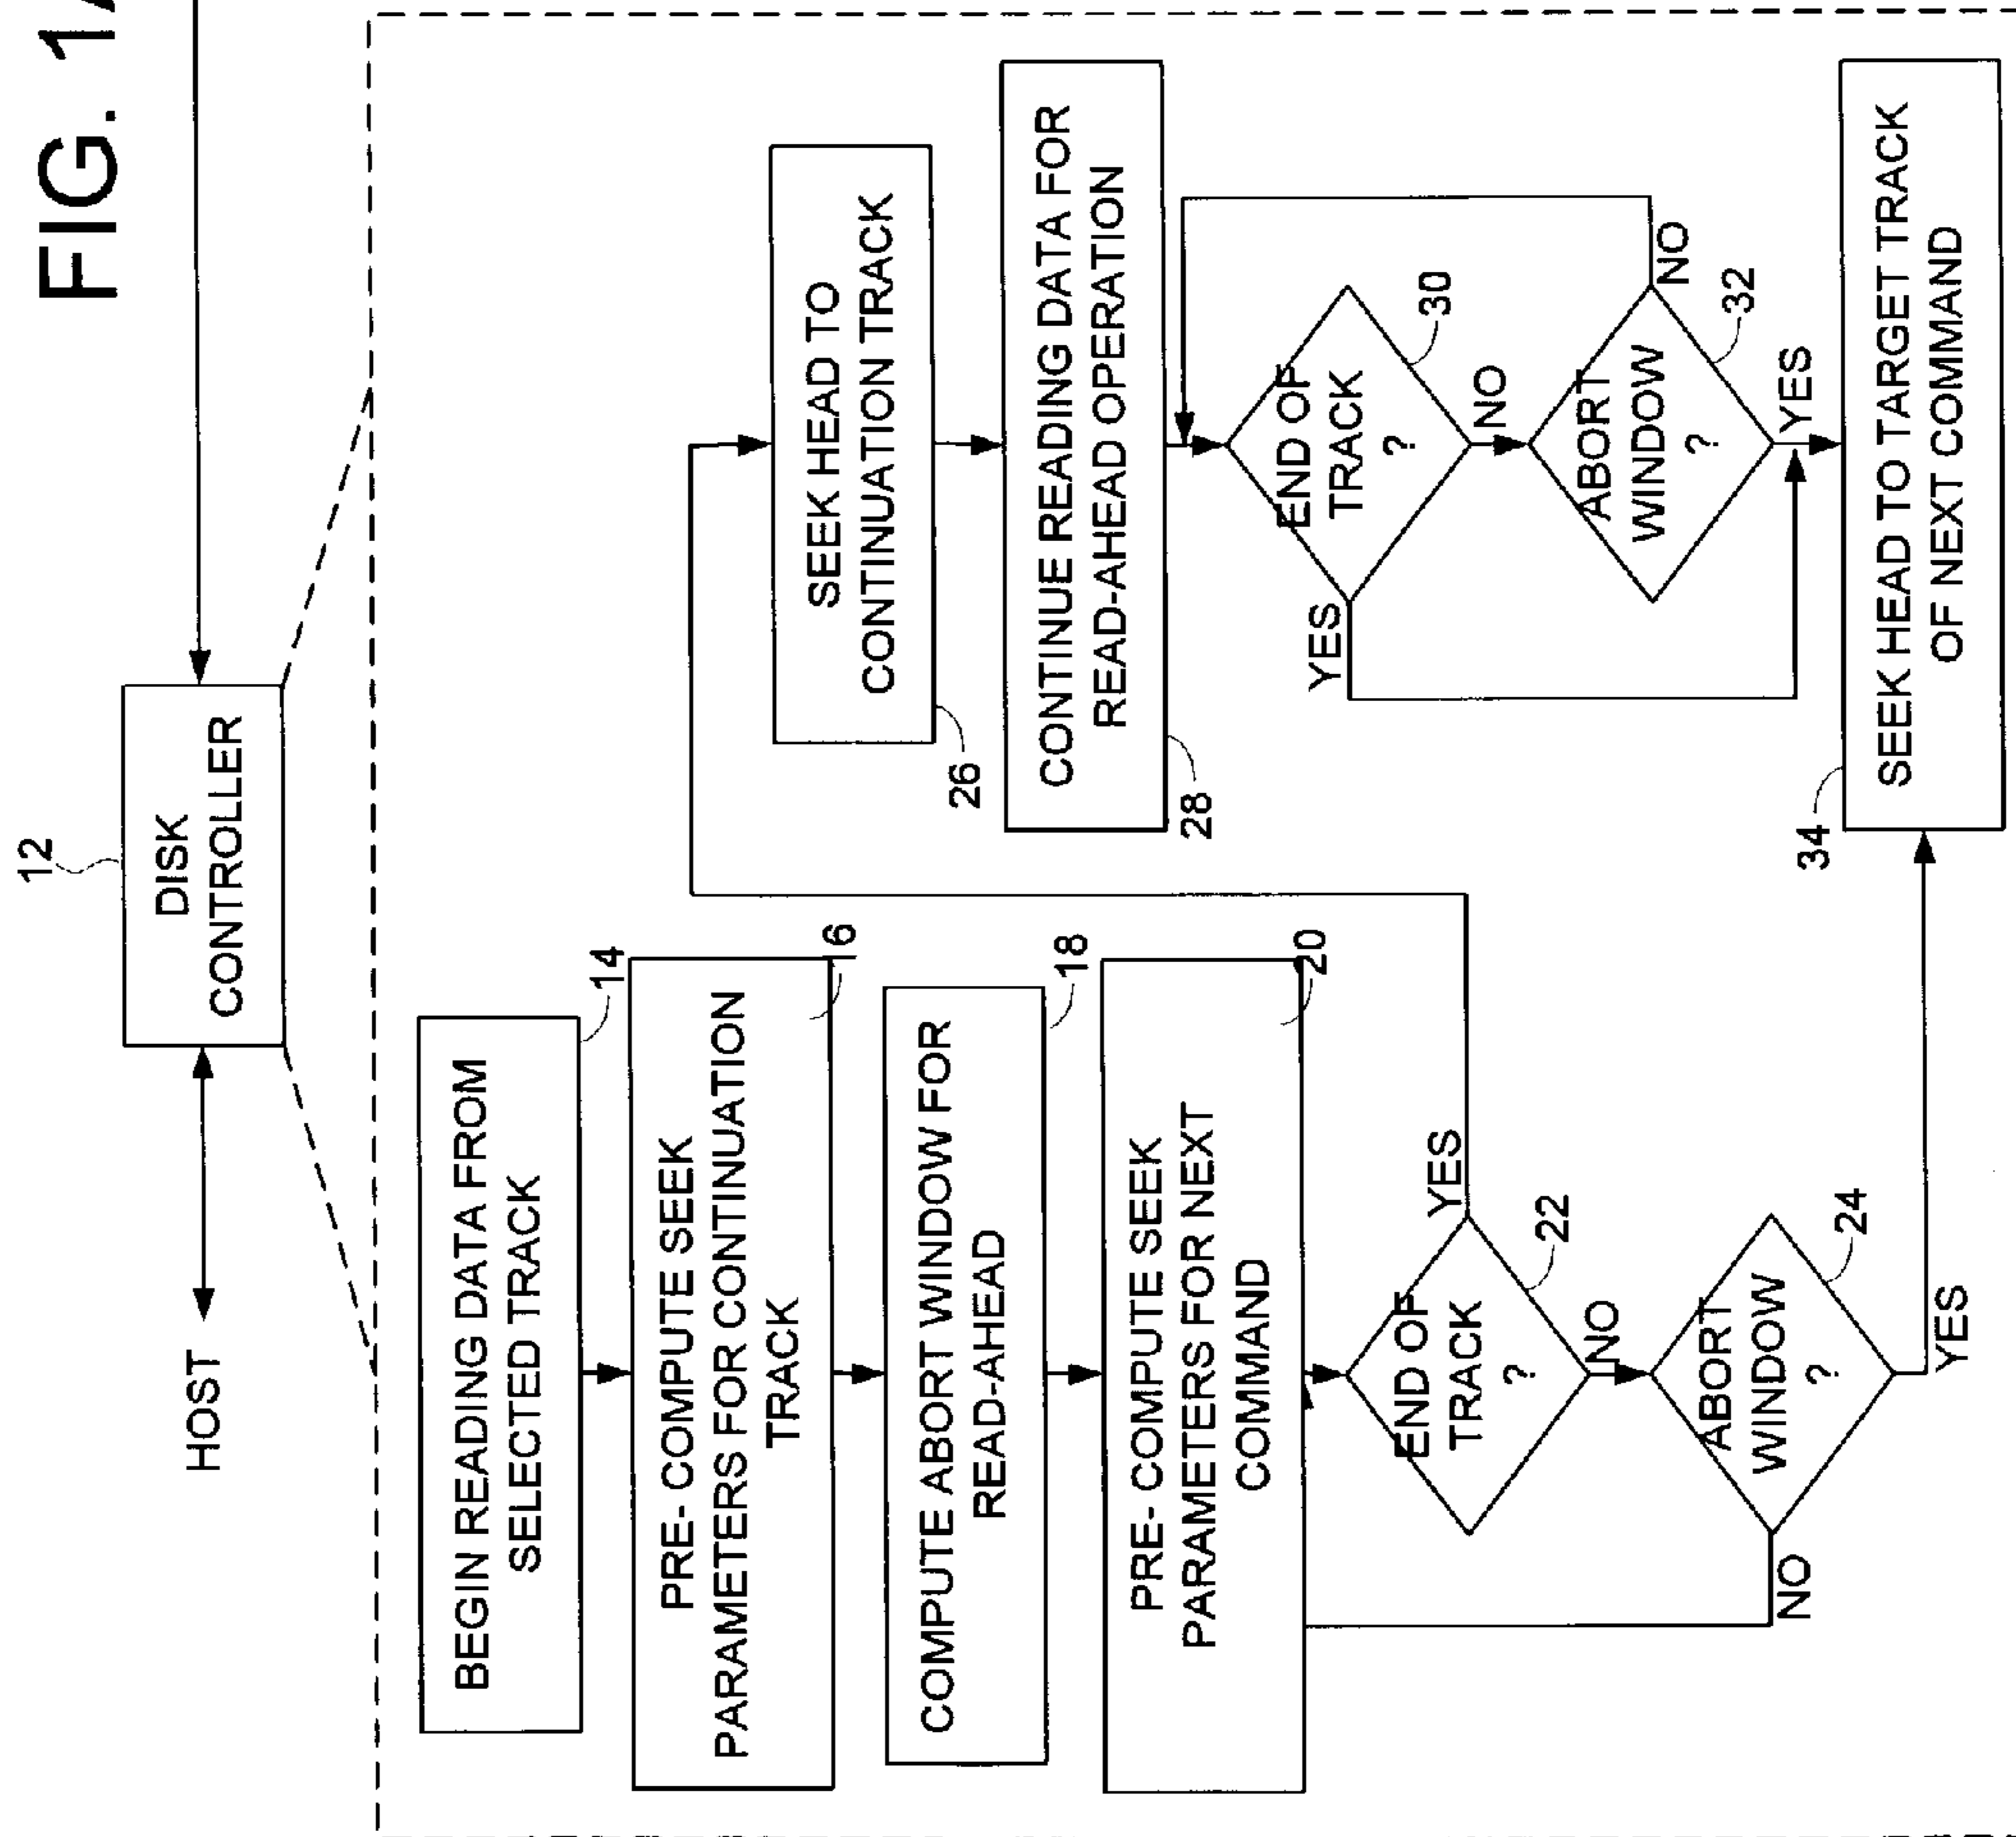 FIG. 1A
12
DISK
CONTROLLER
HOST
BEGIN READING DATA FROM
SELECTED TRACK
14
PRE- COMPUTE SEEK
PARAMETERS FOR CONTINUATION
TRACK
16
COMPUTE ABORT WINDOW FOR
READ-AHEAD
18
PRE- COMPUTE SEEK
PARAMETERS FOR NEXT
COMMAND
20
END OF
TRACK
?
22
YES
NO
ABORT
WINDOW
?
24
NO
YES
SEEK HEAD TO
CONTINUATION TRACK
26
CONTINUE READING DATA FOR
READ-AHEAD OPERATION
28
END OF
TRACK
?
30
YES
NO
ABORT
WINDOW
?
32
NO
YES
SEEK HEAD TO TARGET TRACK
OF NEXT COMMAND
34